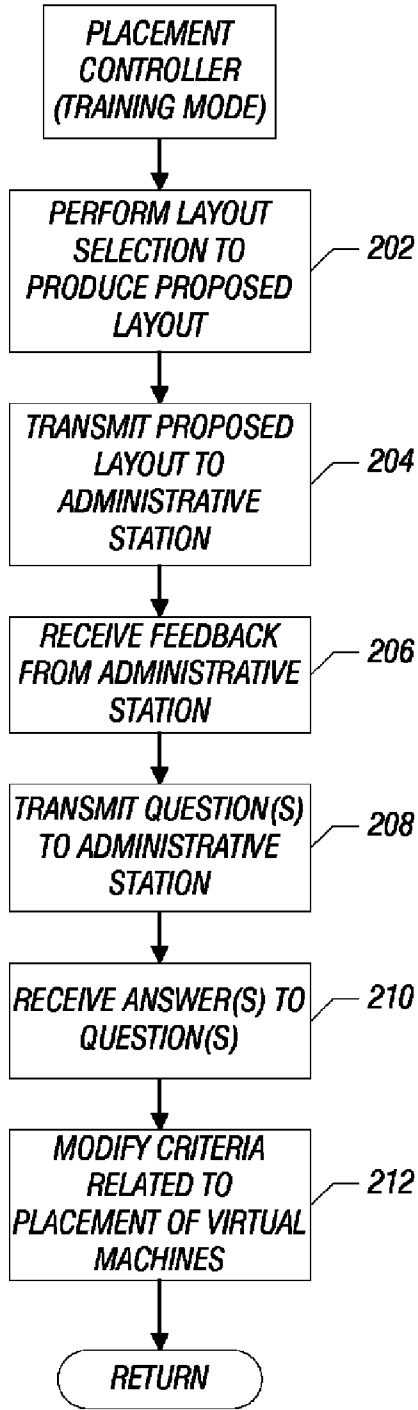 PLACEMENT
CONTROLLER
(TRAINING MODE)
PERFORM LAYOUT
SELECTION TO
PRODUCE PROPOSED
LAYOUT
202
TRANSMIT PROPOSED
LAYOUT TO
ADMINISTRATIVE
STATION
204
RECEIVE FEEDBACK
FROM ADMINISTRATIVE
STATION
206
TRANSMIT QUESTION(S)
TO ADMINISTRATIVE
STATION
208
RECEIVE ANSWER(S) TO
QUESTION(S)
210
MODIFY CRITERIA
RELATED TO
PLACEMENT OF VIRTUAL
MACHINES
212
RETURN